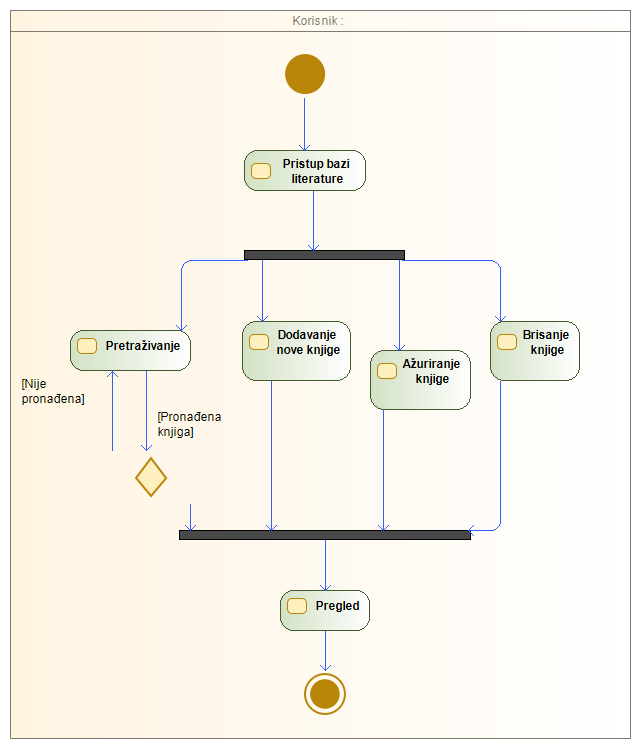 Korisnik :
Pristup bazi
literature
Pretraživanje
Dodavanje
nove knjige
Ažuriranje
knjige
Brisanje
knjige
[Nije
pronađena]
[Pronađena
knjiga]
Pregled